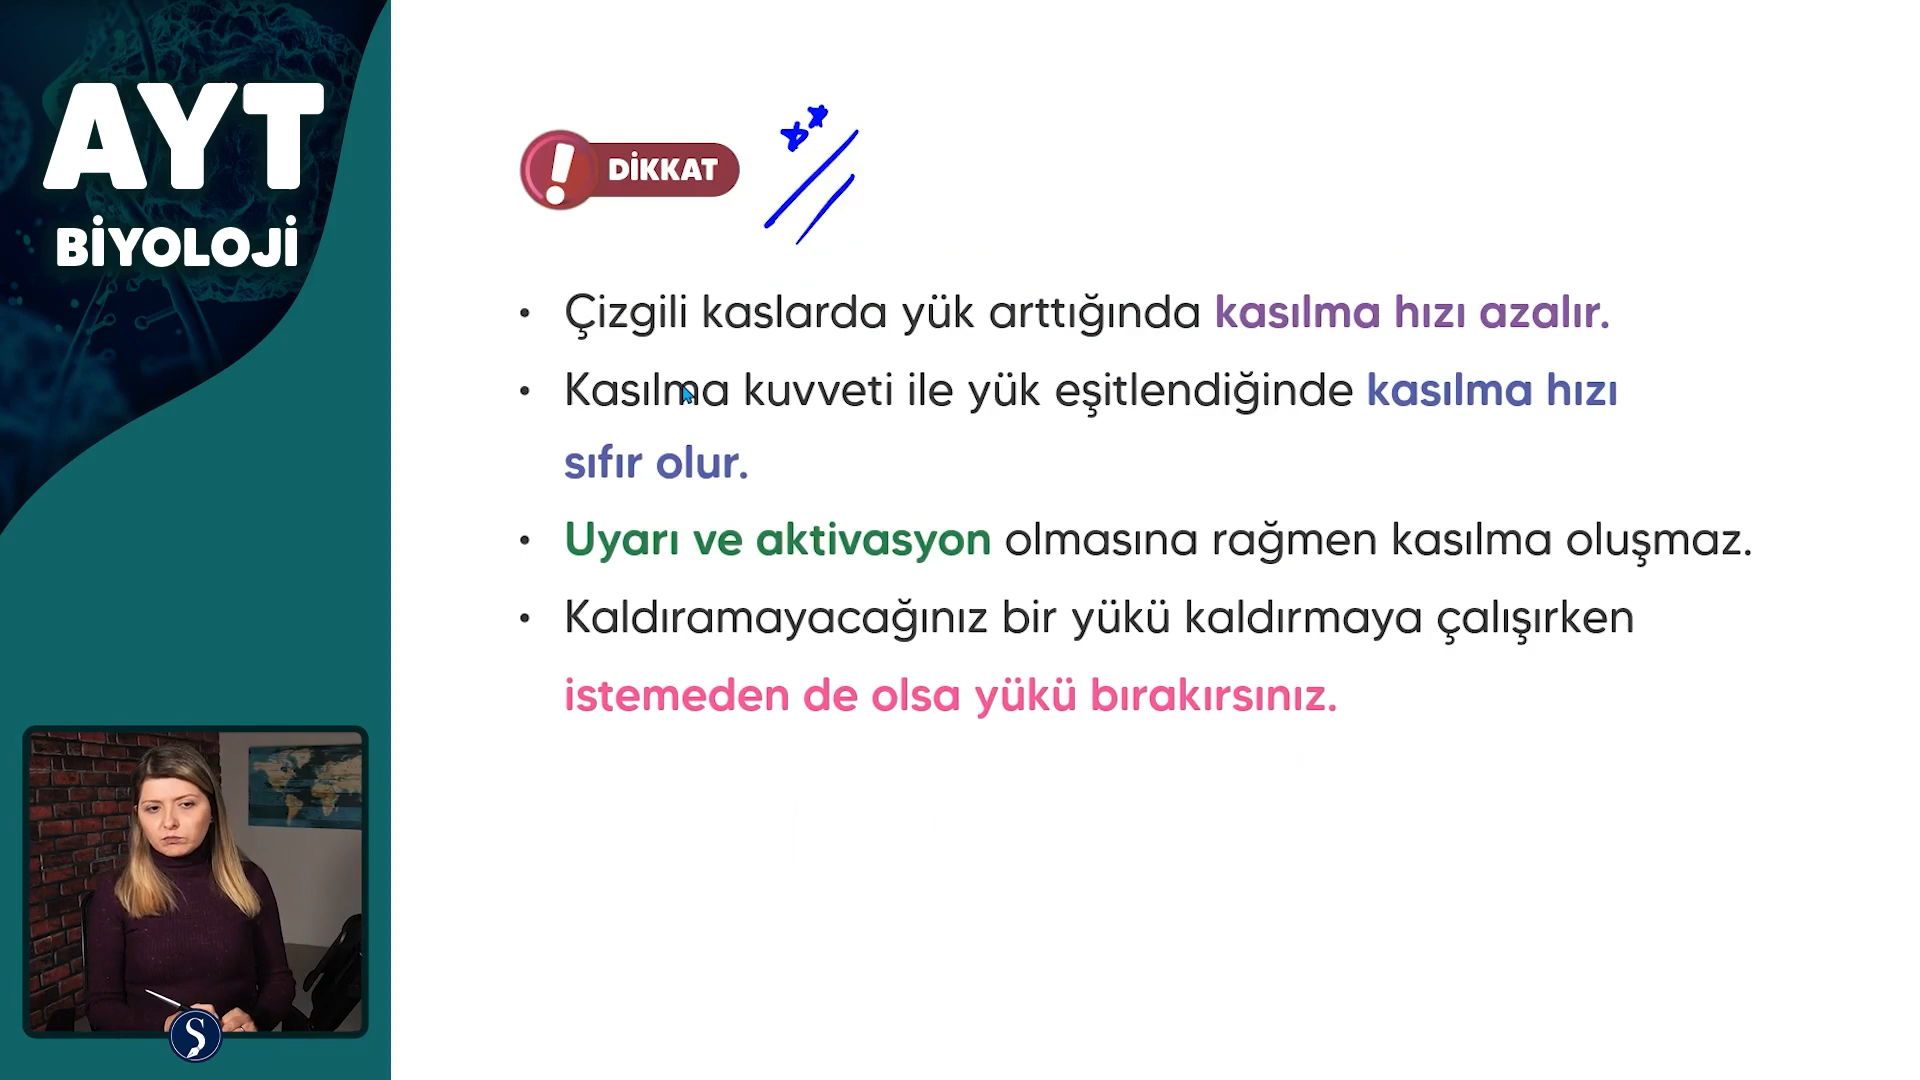 AYT
BİYOLOJİ
! DİKKAT
• Çizgili kaslarda yük arttığında kasılma hızı azalır.
• Kasılma kuvveti ile yük eşitlendiğinde kasılma hızı
sıfır olur.
• Uyarı ve aktivasyon olmasına rağmen kasılma oluşmaz.
• Kaldıramayacağınız bir yükü kaldırmaya çalışırken
istemeden de olsa yükü bırakırsınız.
S